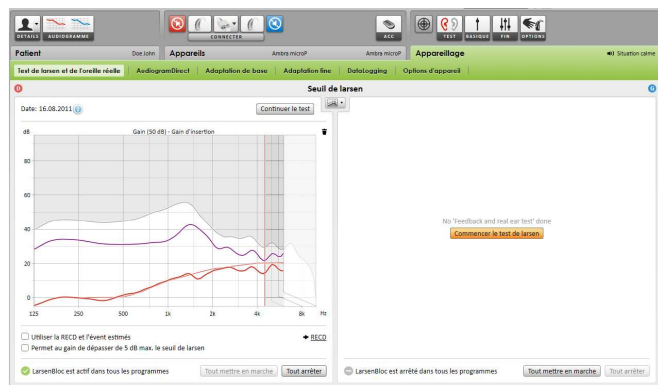 DETAILS AUDIOGRAMME CONNECTER ACC TEST BASIQUE FIN OPTIONS
Patient Doe John Appareils Ambra microP Ambra microP Appareillage Situation calme
Test de larsen et de l'oreille réelle AudiogramDirect Adaptation de base Adaptation fine DataLogging Options d'appareil
D Seuil de larsen G
Date: 16.08.2011 Continuer le test
dB Gain (50 dB) - Gain d'insertion
80
60
40
20
0
125 250 500 1k 2k 4k 8k Hz
No 'Feedback and real ear test' done
Commencer le test de larsen
Utiliser la RECD et l'évent estimés RECD
Permet au gain de dépasser de 5 dB max. le seuil de larsen
LarsenBloc est actif dans tous les programmes Tout mettre en marche Tout arrêter
LarsenBloc est arrêté dans tous les programmes Tout mettre en marche Tout arrêter